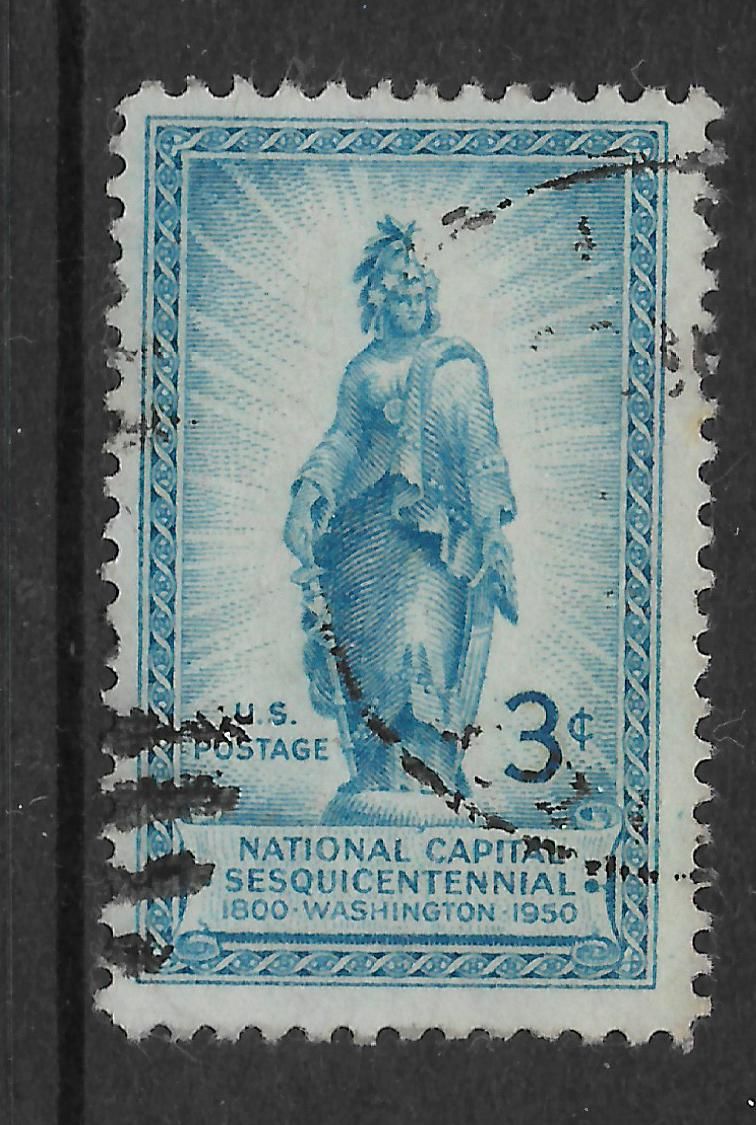 U.S.
POSTAGE
3¢
NATIONAL CAPITAL
SESQUICENTENNIAL
1800·WASHINGTON·1950